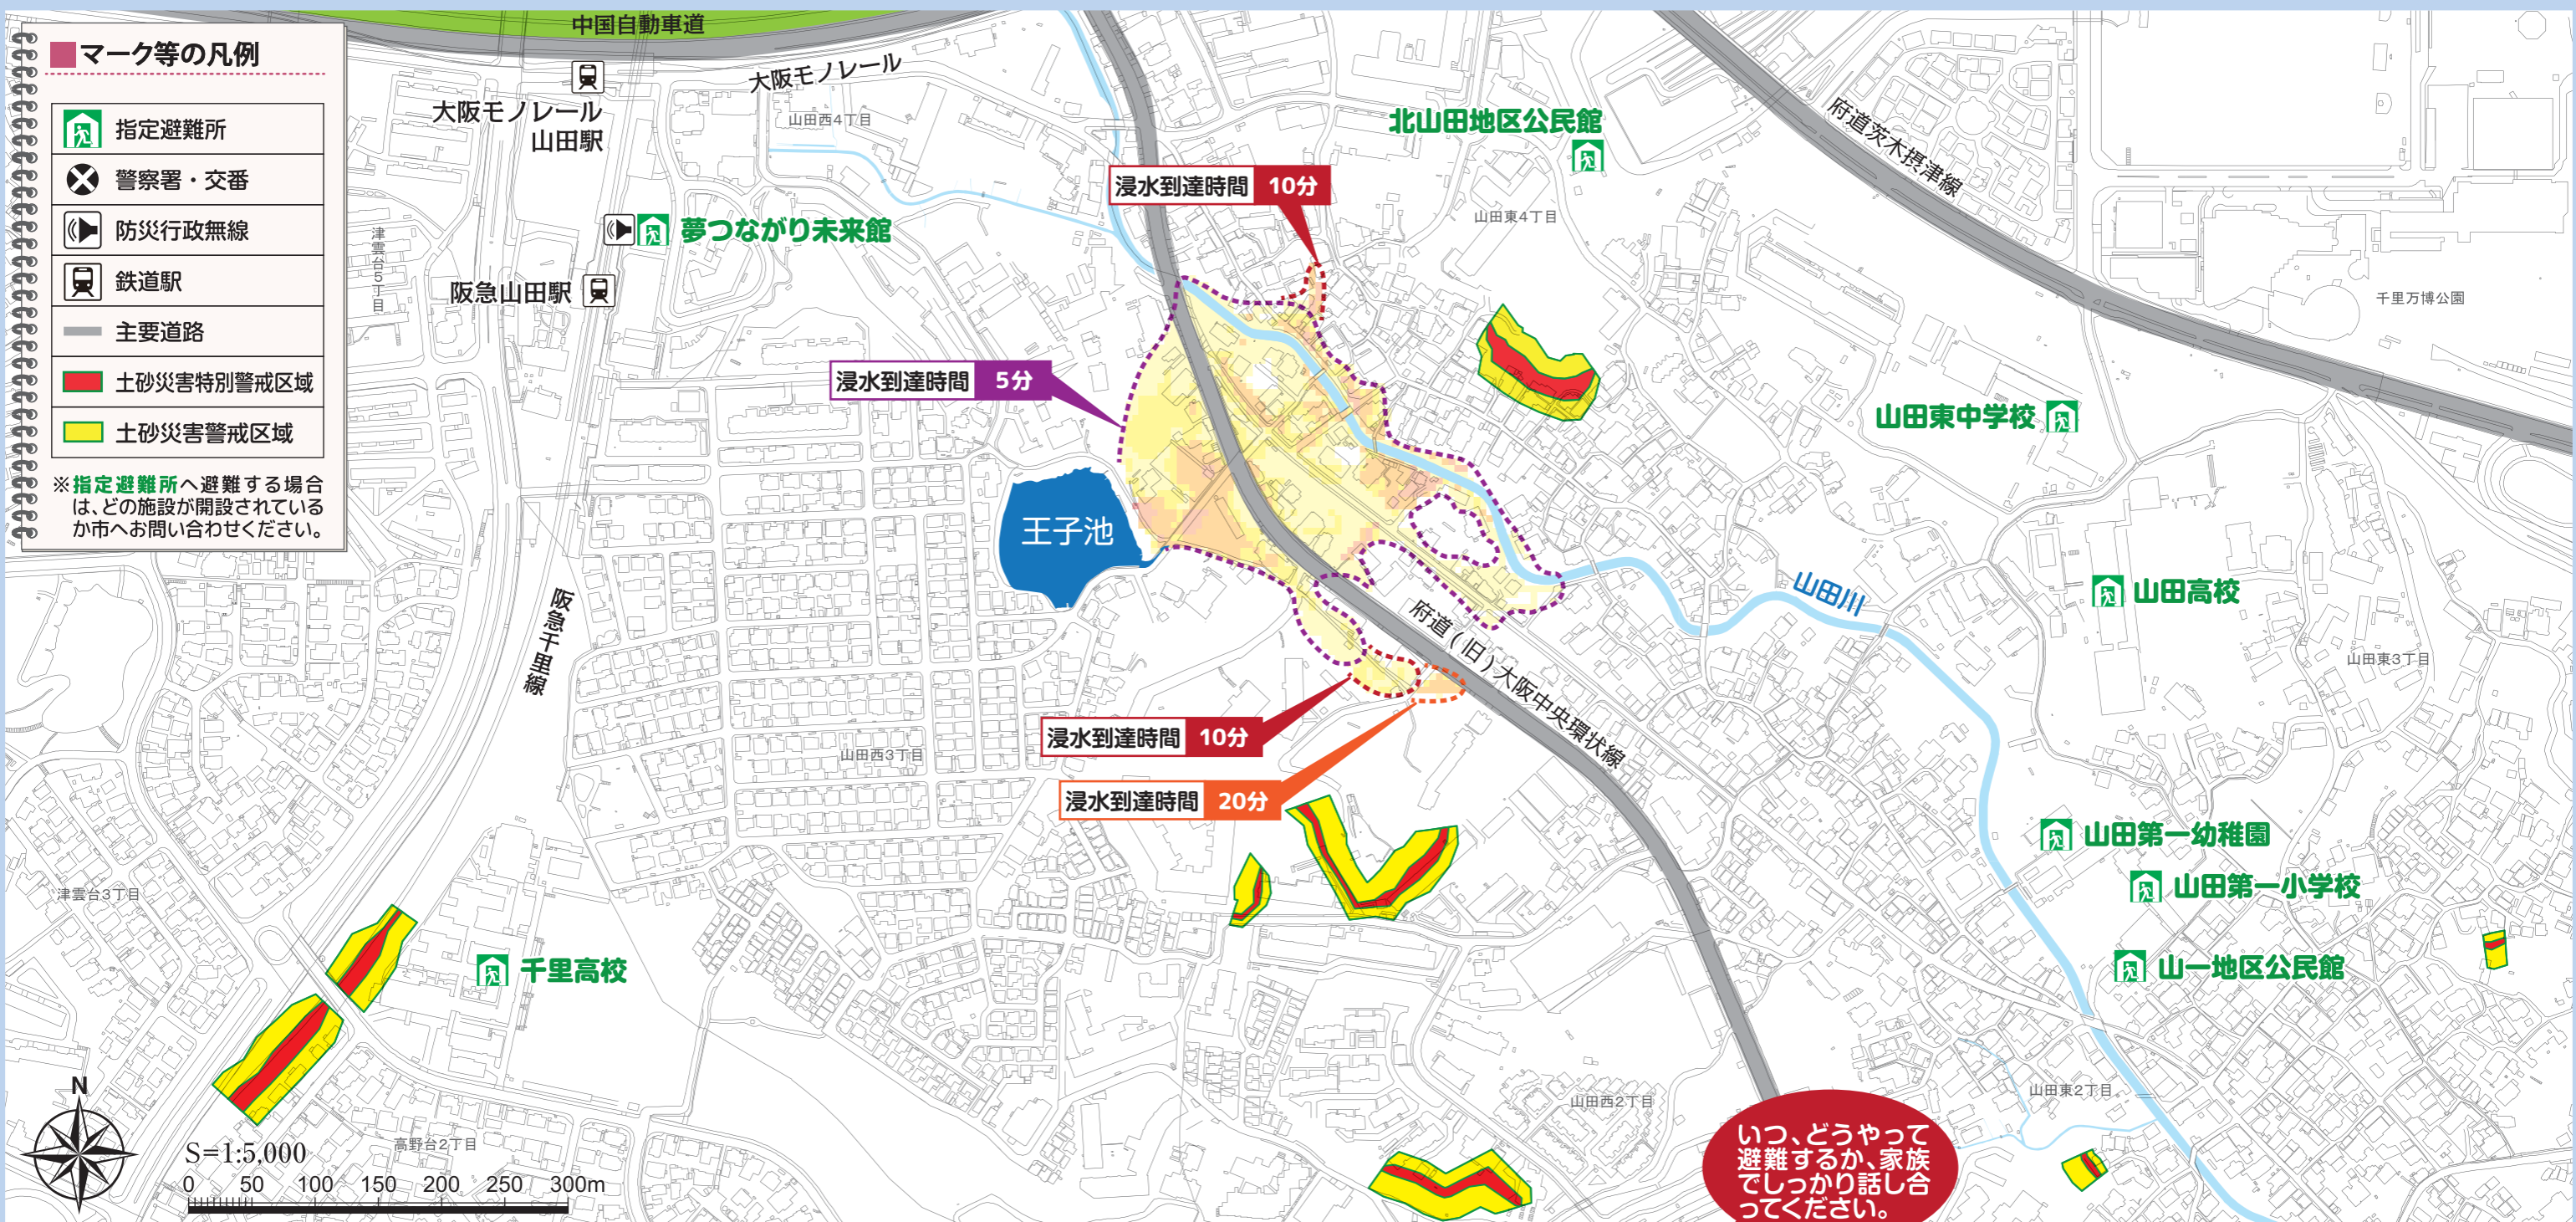 マーク等の凡例
指定避難所
警察署・交番
防災行政無線
鉄道駅
主要道路
土砂災害特別警戒区域
土砂災害警戒区域
※指定避難所へ避難する場合
は、どの施設が開設されている
か市へお問い合わせください。
中国自動車道
大阪モノレール
大阪モノレール
山田駅
山田西4丁目
北山田地区公民館
府道茨木摂津線
浸水到達時間 10分
山田東4丁目
津雲台5丁目
夢つながり未来館
阪急山田駅
千里万博公園
浸水到達時間 5分
山田東中学校
王子池
阪急千里線
山田川
山田高校
府道(旧)大阪中央環状線
山田東3丁目
浸水到達時間 10分
山田西3丁目
浸水到達時間 20分
山田第一幼稚園
山田第一小学校
津雲台3丁目
千里高校
山一地区公民館
山田西2丁目
山田東2丁目
高野台2丁目
N
S=1:5,000
0 50 100 150 200 250 300m
いつ、どうやって
避難するか、家族
でしっかり話し合
ってください。